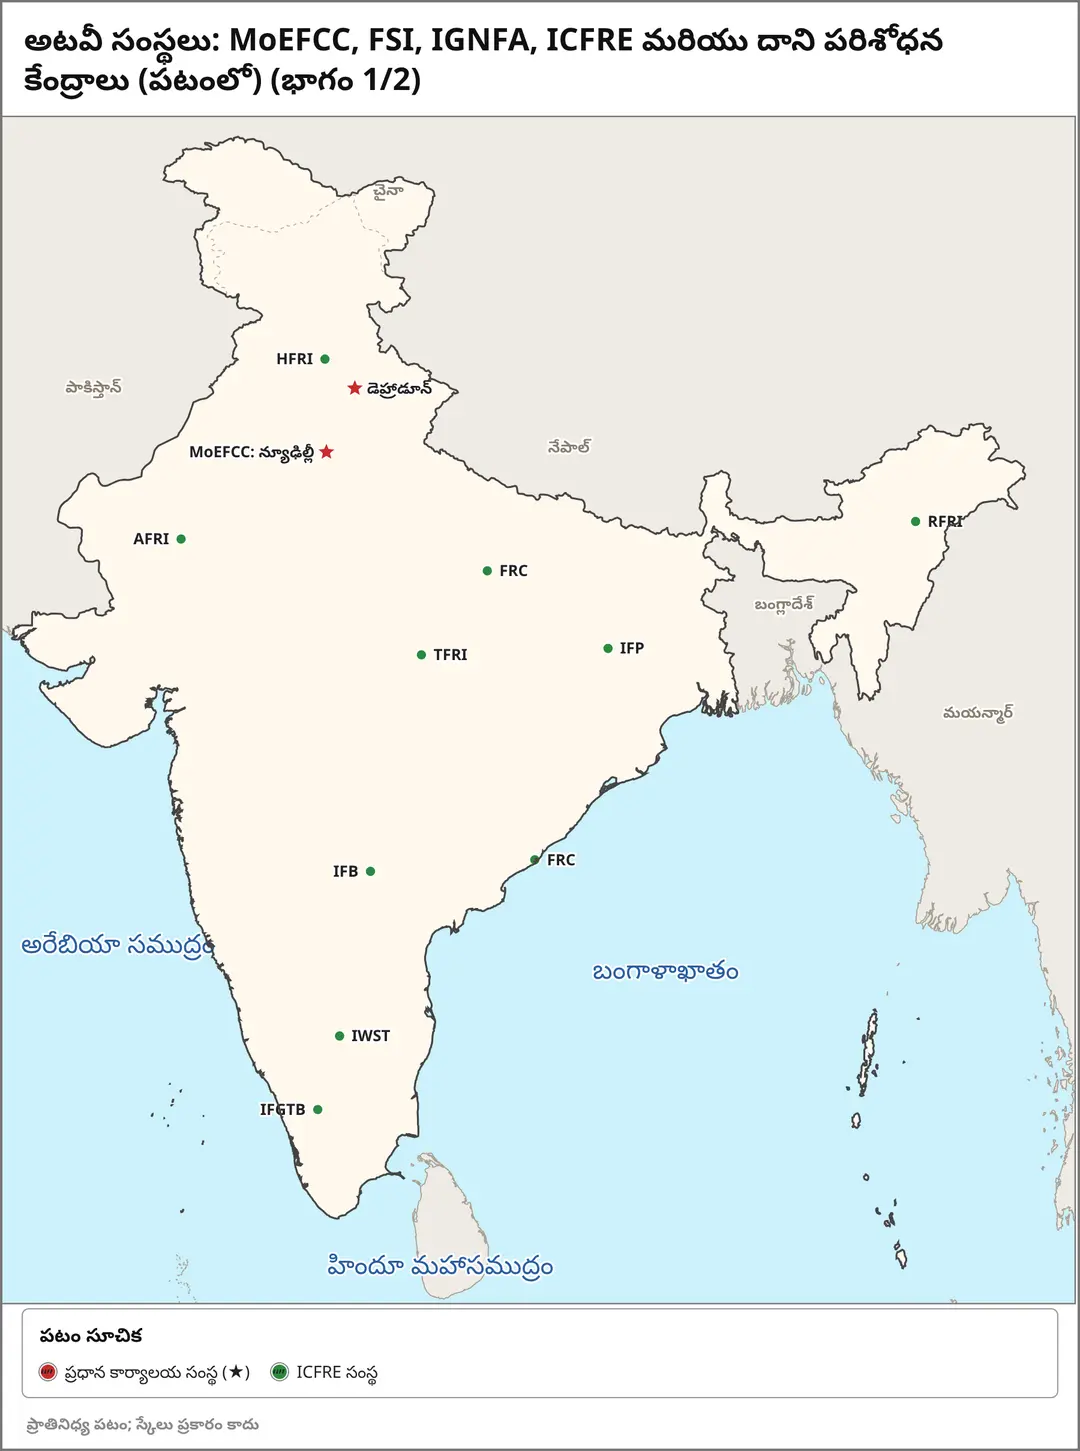 అటవీ సంస్థలు: MoEFCC, FSI, IGNFA, ICFRE మరియు దాని పరిశోధన
కేంద్రాలు (పటంలో) (భాగం 1/2)
చైనా
HFRI
పాకిస్తాన్
డెహ్రాడూన్
నేపాల్
MoEFCC: న్యూఢిల్లీ
RFRI
AFRI
FRC
బంగ్లాదేశ్
IFP
TFRI
మయన్మార్
FRC
IFB
అరేబియా సముద్రం
బంగాళాఖాతం
IWST
IFGTB
హిందూ మహాసముద్రం
పటం సూచిక
ప్రధాన కార్యాలయ సంస్థ (★)
ICFRE సంస్థ
ప్రాతినిధ్య పటం; స్కేలు ప్రకారం కాదు